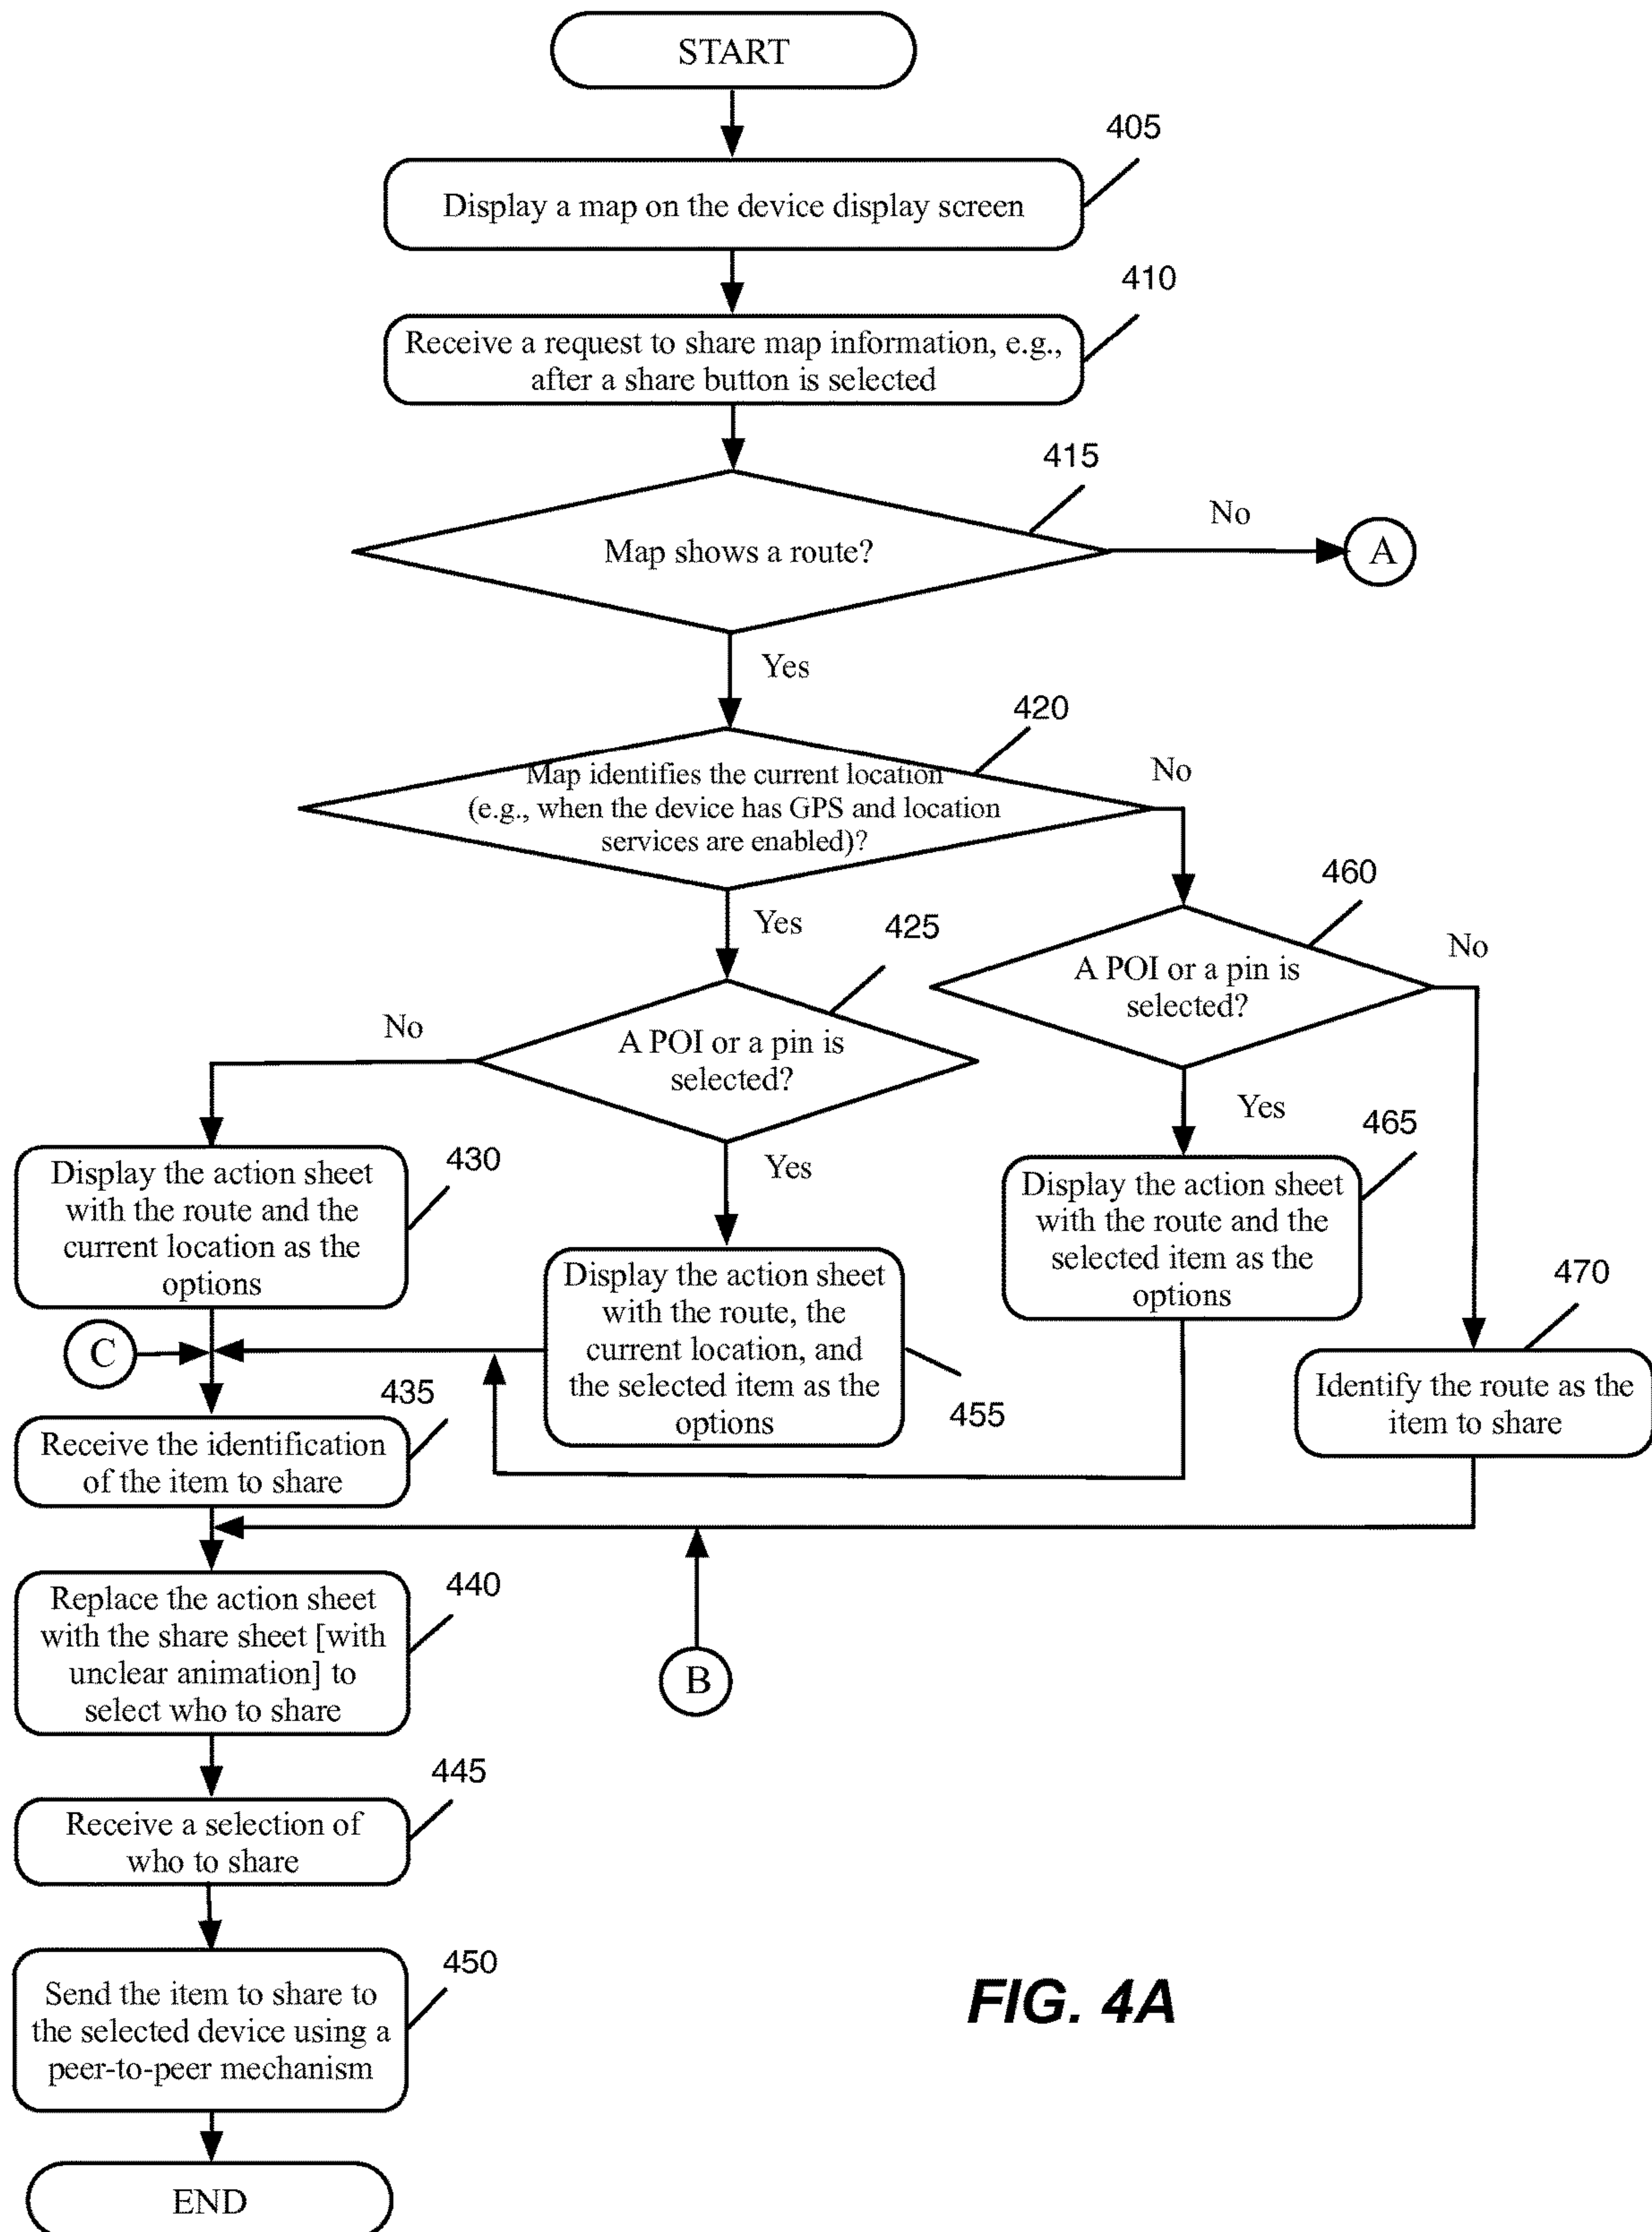 START
405
Display a map on the device display screen
410
Receive a request to share map information, e.g.,
after a share button is selected
415
Map shows a route?
No
A
Yes
420
Map identifies the current location
(e.g., when the device has GPS and location
services are enabled)?
No
Yes
460
A POI or a pin is
selected?
No
425
A POI or a pin is
selected?
No
Yes
Yes
430
Display the action sheet
with the route and the
current location as the
options
465
Display the action sheet
with the route and the
selected item as the
options
Display the action sheet
with the route, the
current location, and
the selected item as the
options
455
470
Identify the route as the
item to share
C
435
Receive the identification
of the item to share
440
Replace the action sheet
with the share sheet [with
unclear animation] to
select who to share
B
445
Receive a selection of
who to share
450
Send the item to share to
the selected device using a
peer-to-peer mechanism
FIG. 4A
END